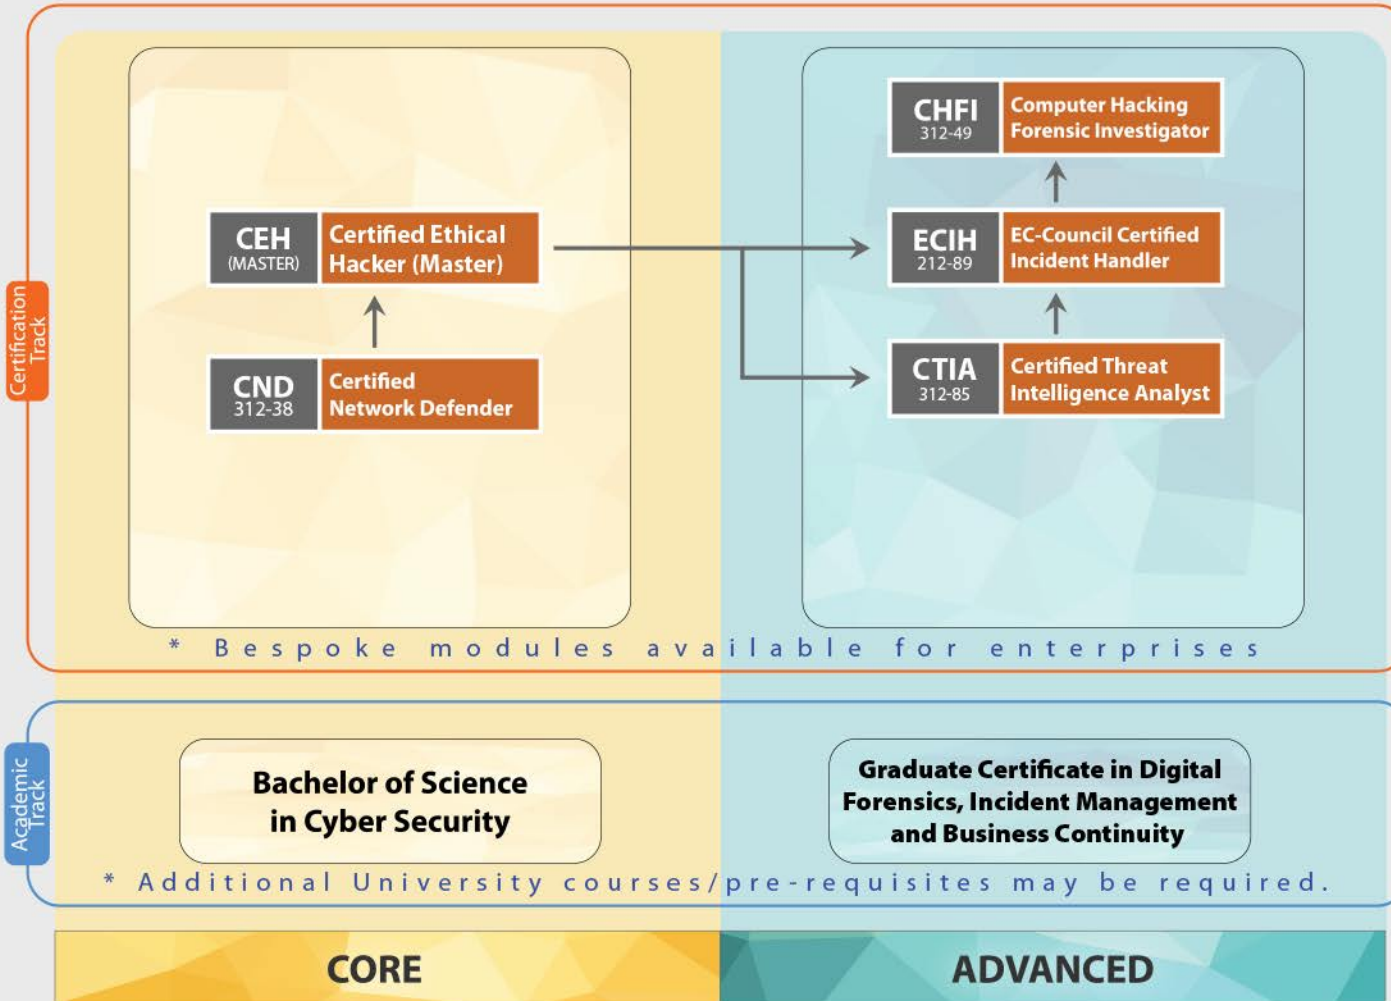 Certification
Track
CEH
(MASTER)
Certified Ethical
Hacker (Master)
CND
312-38
Certified
Network Defender
CHFI
312-49
Computer Hacking
Forensic Investigator
ECIH
212-89
EC-Council Certified
Incident Handler
CTIA
312-85
Certified Threat
Intelligence Analyst
* Bespoke modules available for enterprises
Academic
Track
Bachelor of Science
in Cyber Security
Graduate Certificate in Digital
Forensics, Incident Management
and Business Continuity
* Additional University courses/pre-requisites may be required.
CORE
ADVANCED